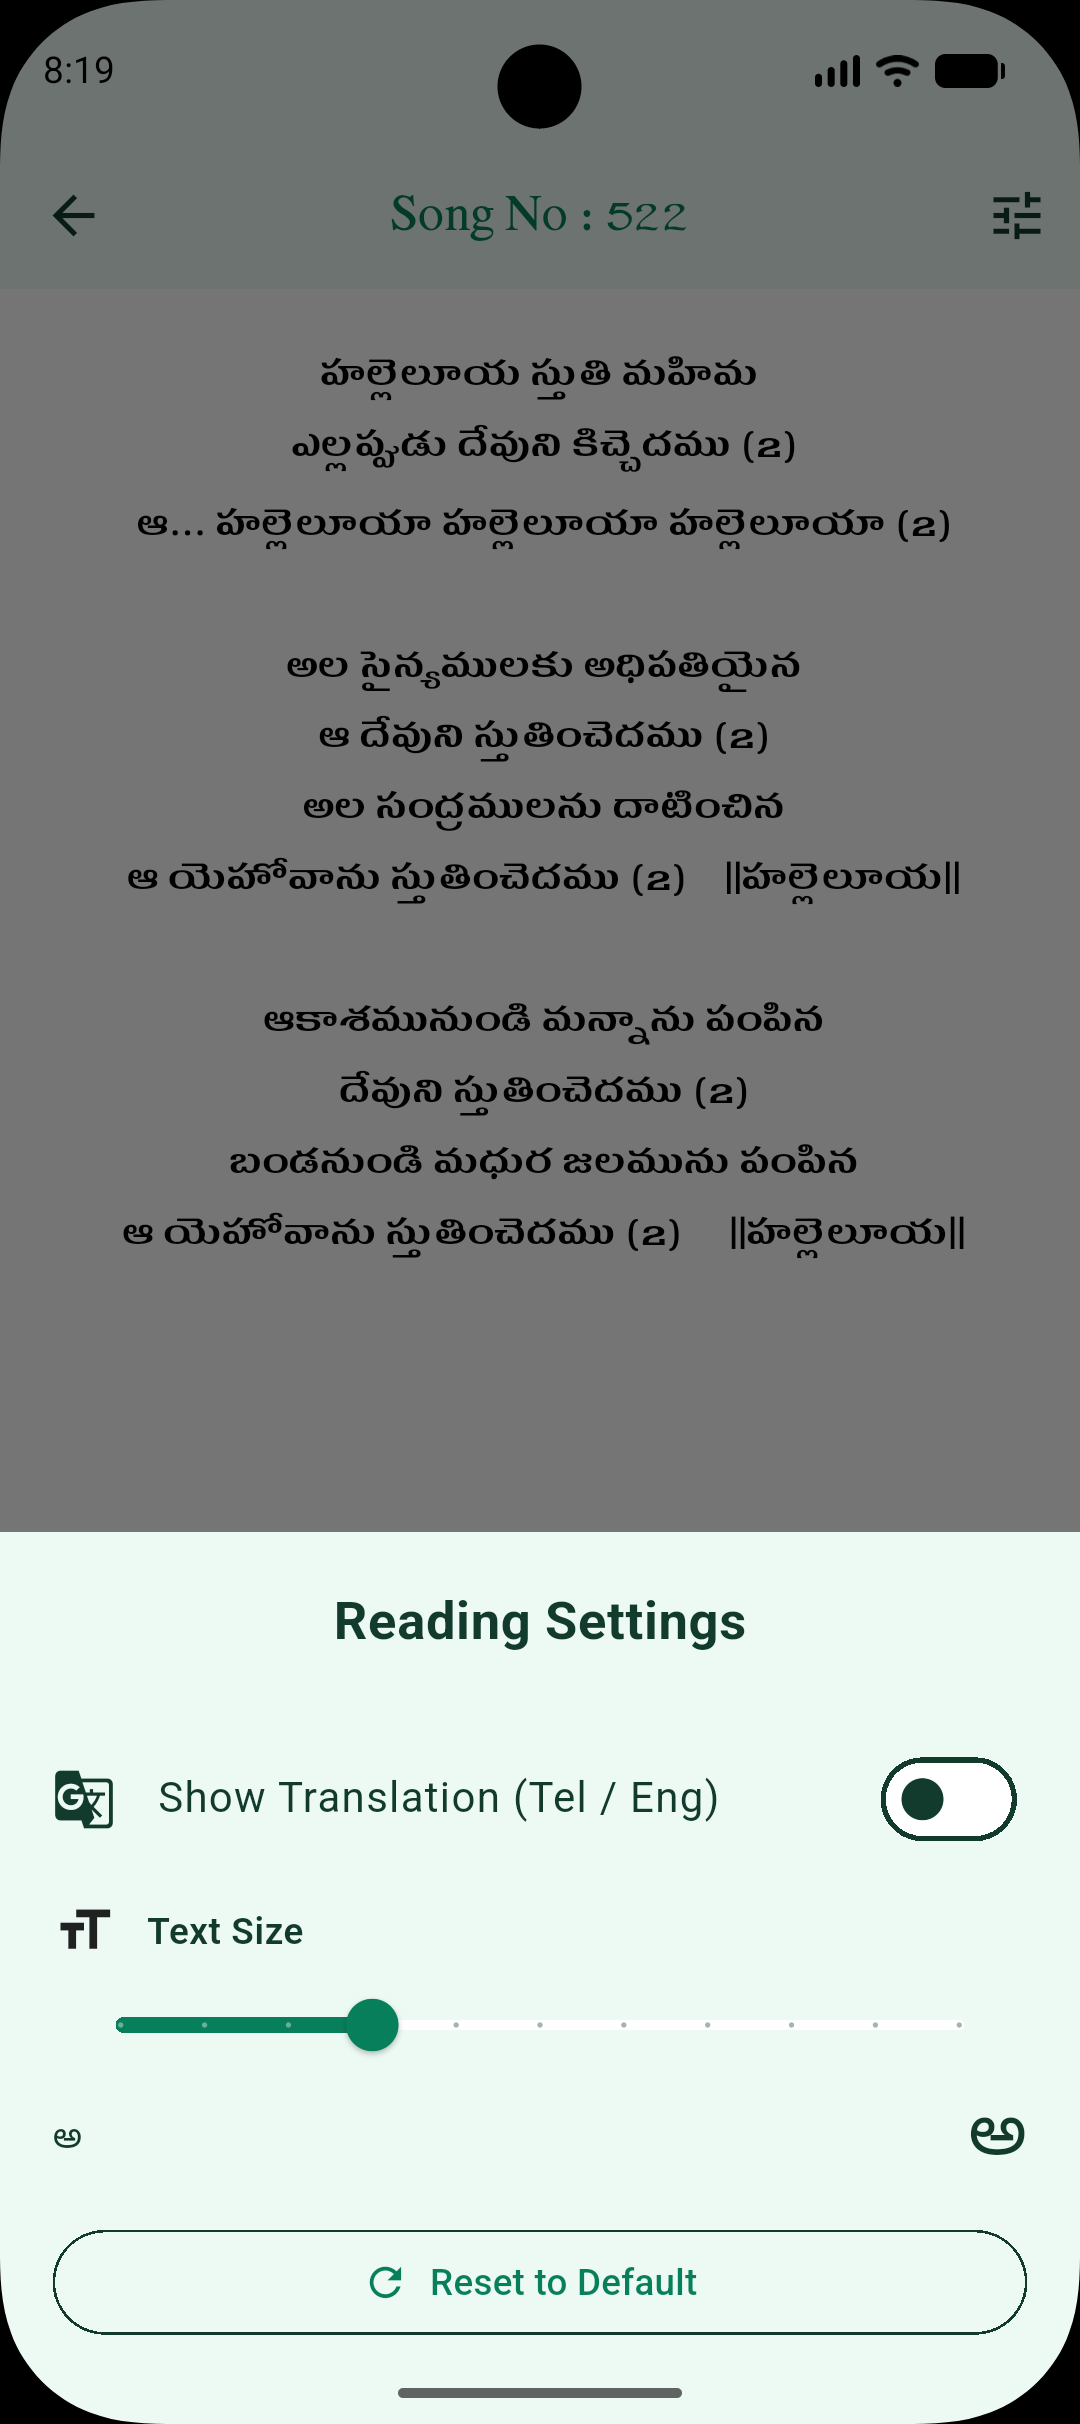 8:19
Song No : 522
హల్లెలూయ స్తుతి మహిమ
ఎల్లప్పుడు దేవుని కిచ్చెదము (2)
ఆ... హల్లెలూయా హల్లెలూయా హల్లెలూయా (2)
అల సైన్యములకు అధిపతియైన
ఆ దేవుని స్తుతించెదము (2)
అల సంద్రములను దాటించిన
ఆ యెహోవాను స్తుతించెదము (2) ||హల్లెలూయ||
ఆకాశమునుండి మన్నాను పంపిన
దేవుని స్తుతించెదము (2)
బండనుండి మధుర జలమును పంపిన
ఆ యెహోవాను స్తుతించెదము (2) ||హల్లెలూయ||
Reading Settings
Show Translation (Tel / Eng)
Text Size
అ అ
Reset to Default